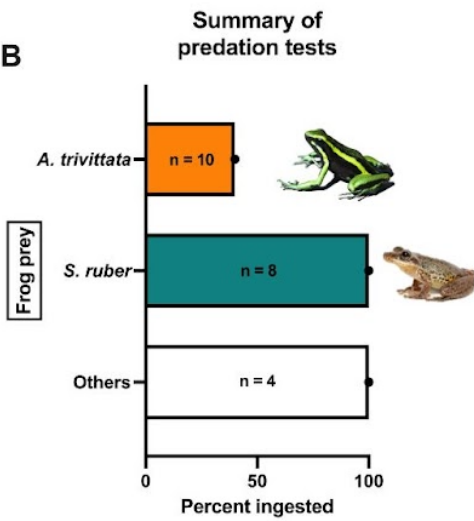 Summary of
predation tests
B
A. trivittata
n = 10
Frog prey
S. ruber
n = 8
Others
n = 4
0
50
100
Percent ingested